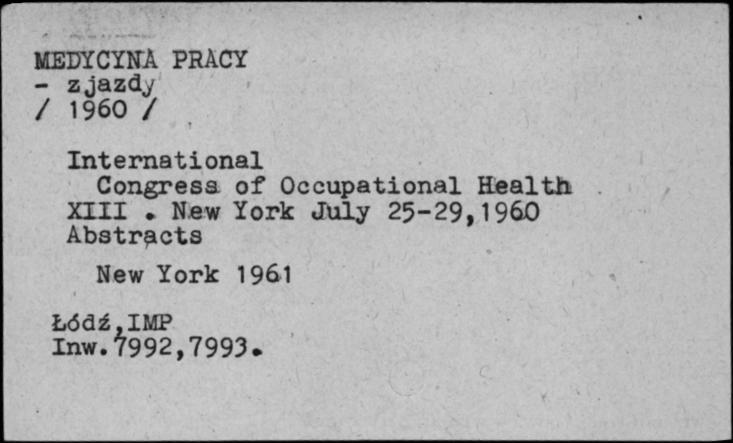 MEDYCYNA PRACY
- zjazdy
/ 1960 /
International
Congress of Occupational Health
XIII . New York July 25-29,1960
Abstracts
New York 1961
Łódź,IMP
Inw.7992,7993.